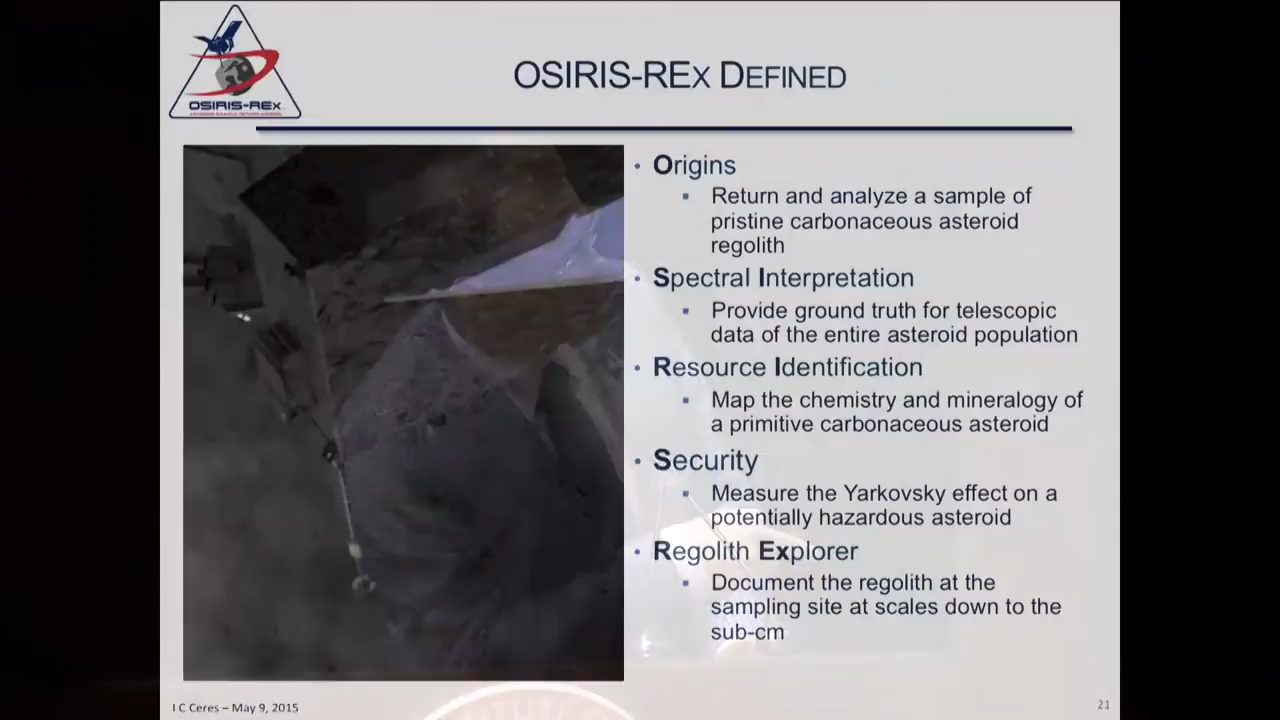 OSIRIS-REx
OSIRIS-REx Defined
• Origins
▪ Return and analyze a sample of
pristine carbonaceous asteroid
regolith
• Spectral Interpretation
▪ Provide ground truth for telescopic
data of the entire asteroid population
• Resource Identification
▪ Map the chemistry and mineralogy of
a primitive carbonaceous asteroid
• Security
▪ Measure the Yarkovsky effect on a
potentially hazardous asteroid
• Regolith Explorer
▪ Document the regolith at the
sampling site at scales down to the
sub-cm
I C Ceres – May 9, 2015
21